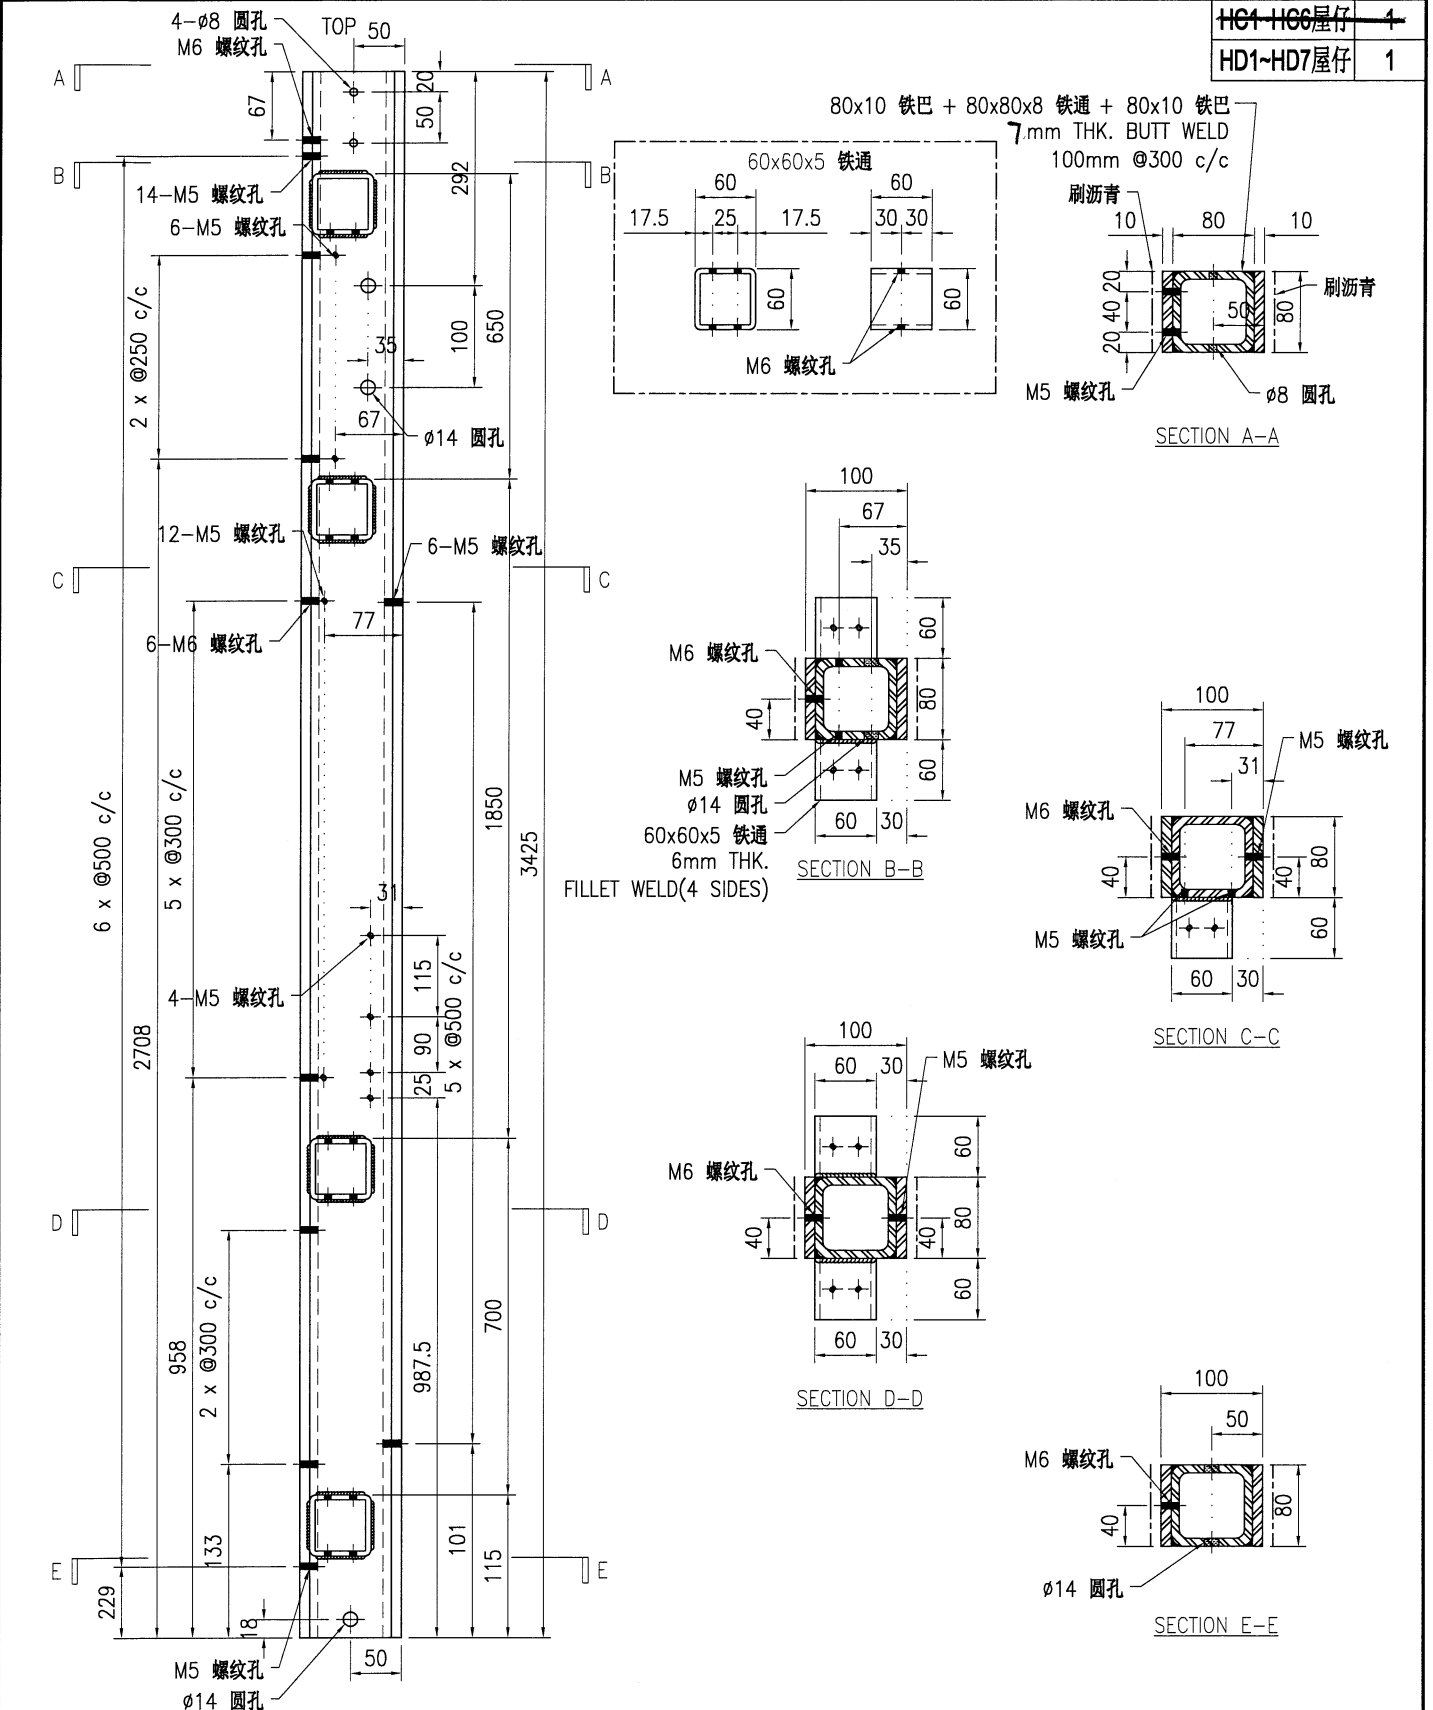 HC1-HC6屋仔 1
HD1~HD7屋仔 1
4-ø8 圆孔
TOP
50
M6 螺纹孔
A
A
67
20
50
B
B
14-M5 螺纹孔
6-M5 螺纹孔
292
2 x @250 c/c
100
650
35
67
ø14 圆孔
12-M5 螺纹孔
6-M5 螺纹孔
C
C
77
6-M6 螺纹孔
6 x @500 c/c
5 x @300 c/c
1850
3425
31
115
4-M5 螺纹孔
90
5 x @500 c/c
25
2708
D
D
958
2 x @300 c/c
987.5
700
133
101
115
E
E
229
18
50
M5 螺纹孔
ø14 圆孔
60x60x5 铁通
60
60
17.5
25
17.5
30
30
60
60
M6 螺纹孔
80x10 铁巴 + 80x80x8 铁通 + 80x10 铁巴
7mm THK. BUTT WELD
100mm @300 c/c
刷沥青
10
80
10
20
40
20
50
80
刷沥青
M5 螺纹孔
ø8 圆孔
SECTION A-A
100
67
35
60
M6 螺纹孔
40
80
M5 螺纹孔
ø14 圆孔
60
60x60x5 铁通
60
30
6mm THK.
FILLET WELD(4 SIDES)
SECTION B-B
100
77
M5 螺纹孔
31
M6 螺纹孔
40
40
80
M5 螺纹孔
60
60
30
SECTION C-C
100
60
30
M5 螺纹孔
60
M6 螺纹孔
40
40
80
60
60
30
SECTION D-D
100
50
M6 螺纹孔
40
80
ø14 圆孔
SECTION E-E